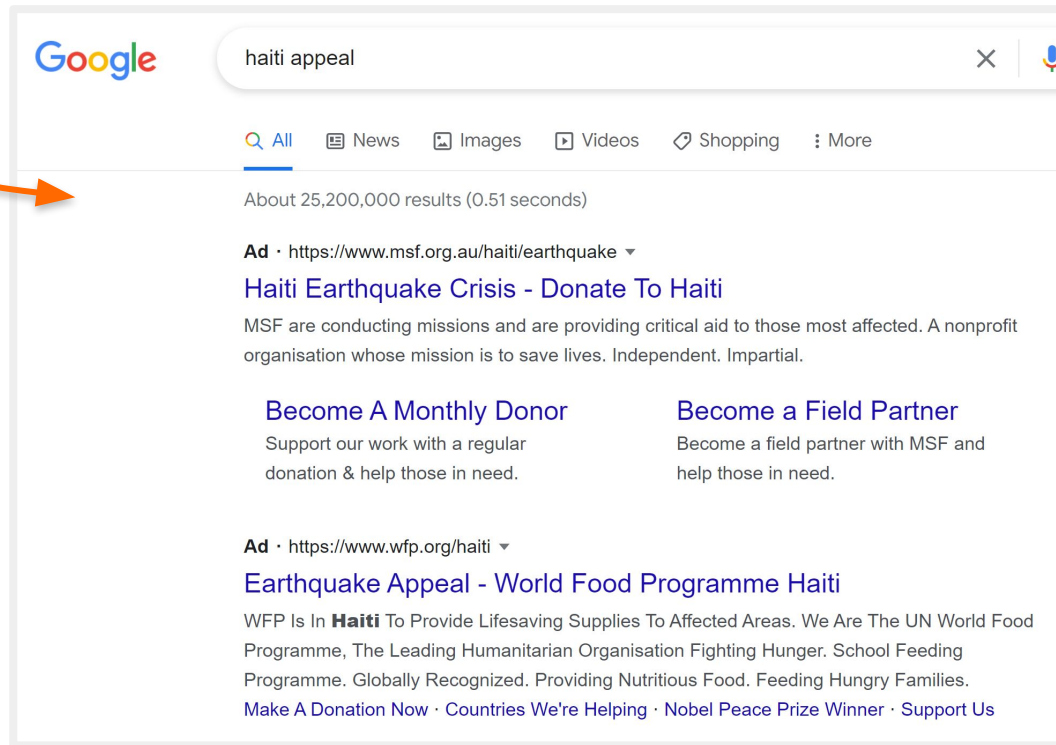 Google
haiti appeal
All News Images Videos Shopping More
About 25,200,000 results (0.51 seconds)
Ad · https://www.msf.org.au/haiti/earthquake
Haiti Earthquake Crisis - Donate To Haiti
MSF are conducting missions and are providing critical aid to those most affected. A nonprofit
organisation whose mission is to save lives. Independent. Impartial.
Become A Monthly Donor
Support our work with a regular
donation & help those in need.
Become a Field Partner
Become a field partner with MSF and
help those in need.
Ad · https://www.wfp.org/haiti
Earthquake Appeal - World Food Programme Haiti
WFP Is In Haiti To Provide Lifesaving Supplies To Affected Areas. We Are The UN World Food
Programme, The Leading Humanitarian Organisation Fighting Hunger. School Feeding
Programme. Globally Recognized. Providing Nutritious Food. Feeding Hungry Families.
Make A Donation Now · Countries We're Helping · Nobel Peace Prize Winner · Support Us